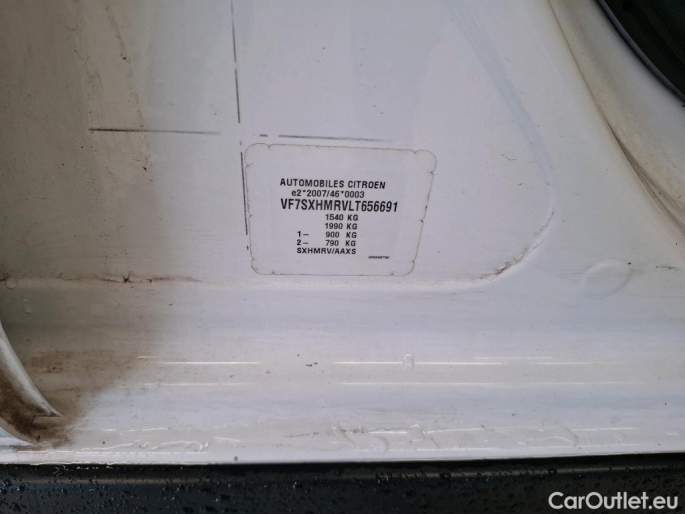 AUTOMOBILES CITROEN
e2*2007/46*0003
VF7SXHMRVLT656691
1540 KG
1990 KG
1– 900 KG
2– 790 KG
SXHMRV/AAXS
CarOutlet.eu